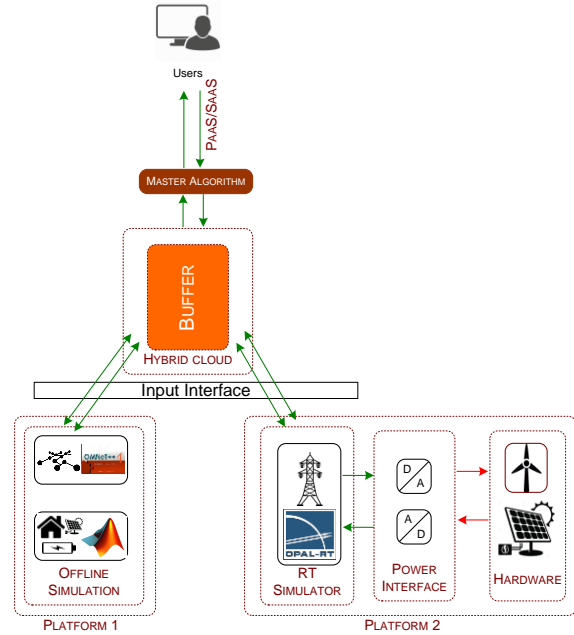 Users
PAAS/SAAS
MASTER ALGORITHM
BUFFER
HYBRID CLOUD
Input Interface
OMNeT++
D
A
A
D
OPAL-RT
OFFLINE
SIMULATION
RT
SIMULATOR
POWER
INTERFACE
HARDWARE
PLATFORM 1
PLATFORM 2